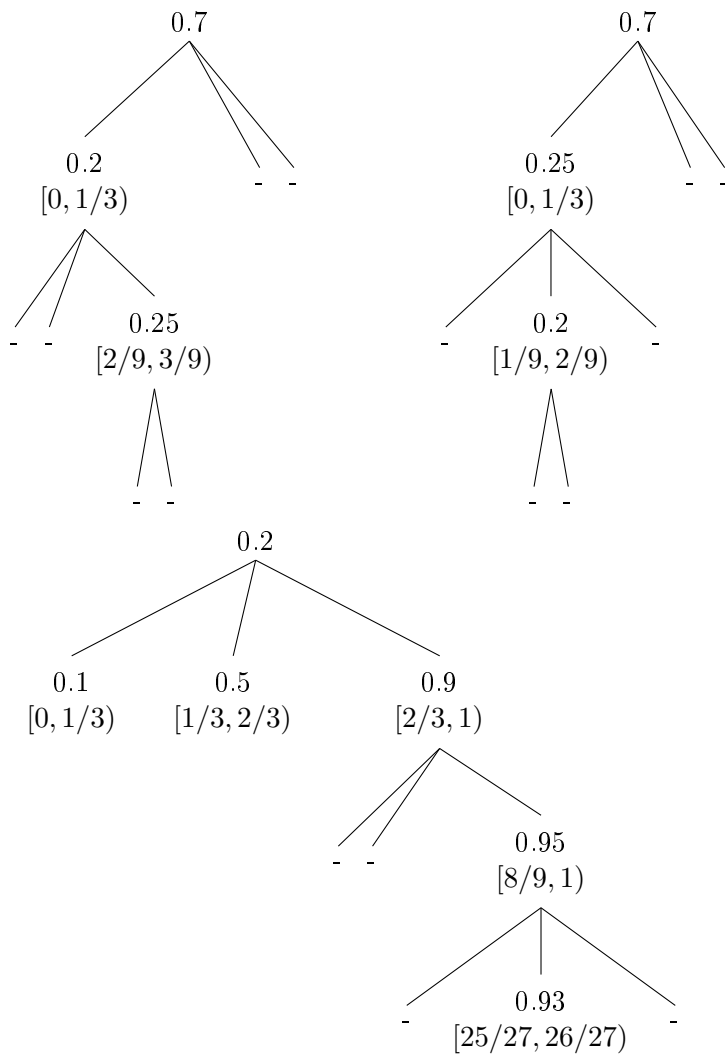 0.7 0.7
0.2 - - 0.25 - -
[0, 1/3) [0, 1/3)
- - 0.25 - 0.2 -
[2/9, 3/9) [1/9, 2/9)
- - - -
0.2
0.1 0.5 0.9
[0, 1/3) [1/3, 2/3) [2/3, 1)
- - 0.95
[8/9, 1)
- 0.93 -
[25/27, 26/27)